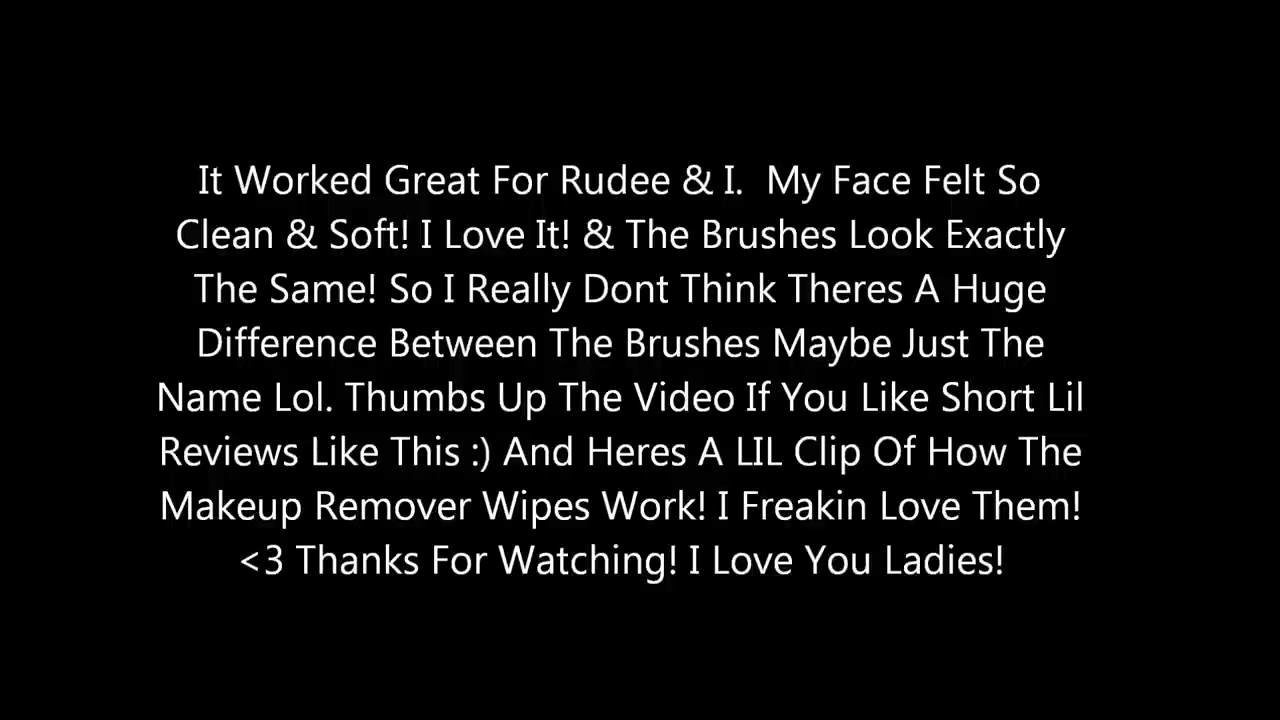 It Worked Great For Rudee & I.  My Face Felt So
Clean & Soft! I Love It! & The Brushes Look Exactly
The Same! So I Really Dont Think Theres A Huge
Difference Between The Brushes Maybe Just The
Name Lol. Thumbs Up The Video If You Like Short Lil
Reviews Like This :) And Heres A LIL Clip Of How The
Makeup Remover Wipes Work! I Freakin Love Them!
<3 Thanks For Watching! I Love You Ladies!